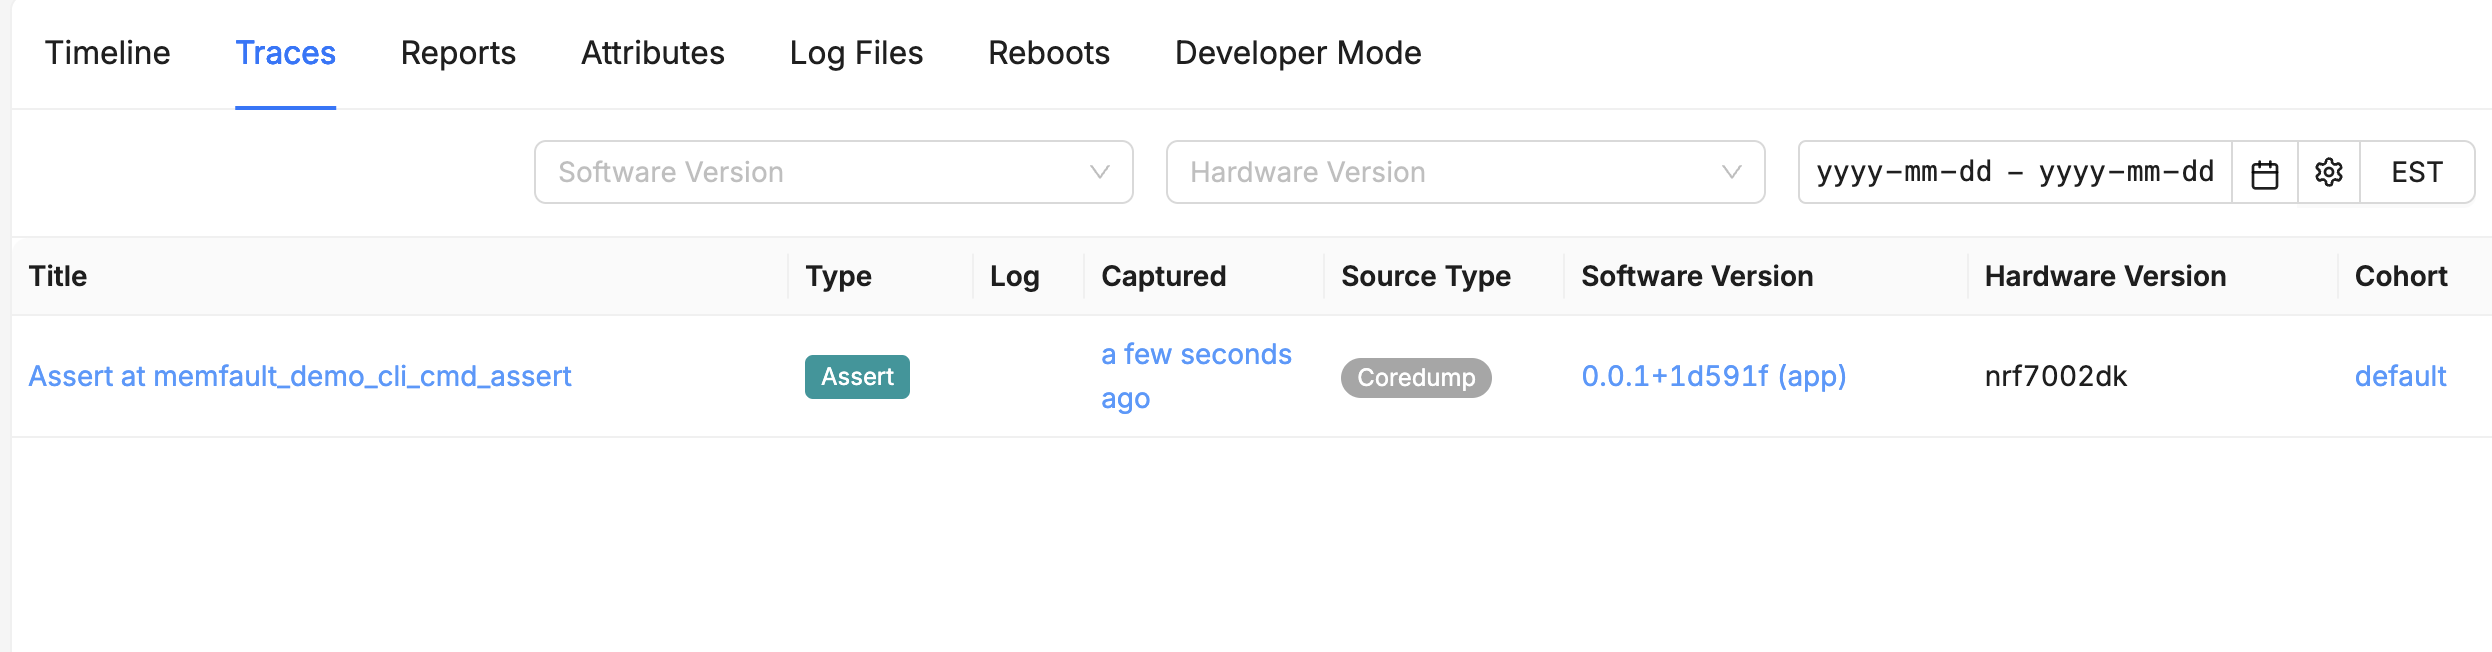 Timeline Traces Reports Attributes Log Files Reboots Developer Mode
Software Version Hardware Version yyyy-mm-dd – yyyy-mm-dd EST
Title Type Log Captured Source Type Software Version Hardware Version Cohort
Assert at memfault_demo_cli_cmd_assert Assert a few seconds ago Coredump 0.0.1+1d591f (app) nrf7002dk default